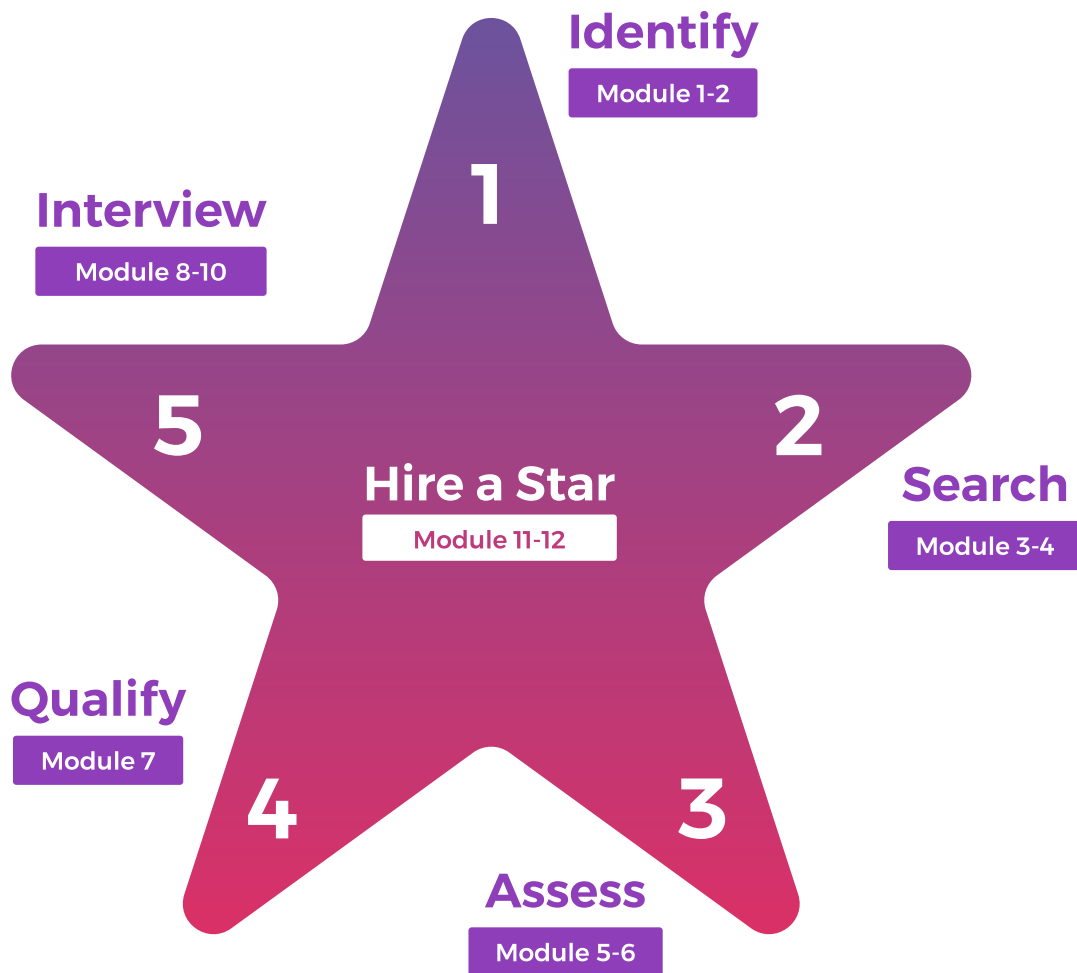 Identify
Module 1-2
1
Interview
Module 8-10
5
2
Hire a Star
Module 11-12
Search
Module 3-4
Qualify
Module 7
4
3
Assess
Module 5-6